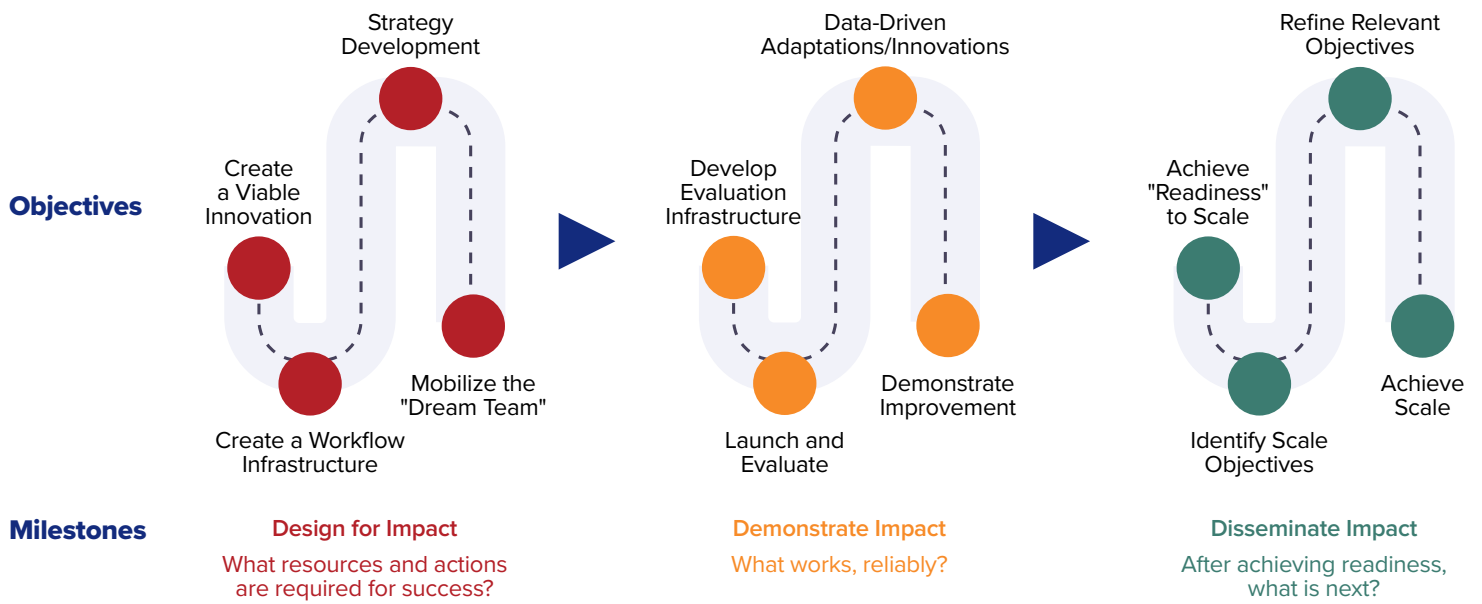 Objectives
Strategy
Development
Create
a Viable
Innovation
Create a Workflow
Infrastructure
Mobilize the
"Dream Team"
Data-Driven
Adaptations/Innovations
Develop
Evaluation
Infrastructure
Launch and
Evaluate
Demonstrate
Improvement
Refine Relevant
Objectives
Achieve
"Readiness"
to Scale
Identify Scale
Objectives
Achieve
Scale
Milestones
Design for Impact
What resources and actions
are required for success?
Demonstrate Impact
What works, reliably?
Disseminate Impact
After achieving readiness,
what is next?